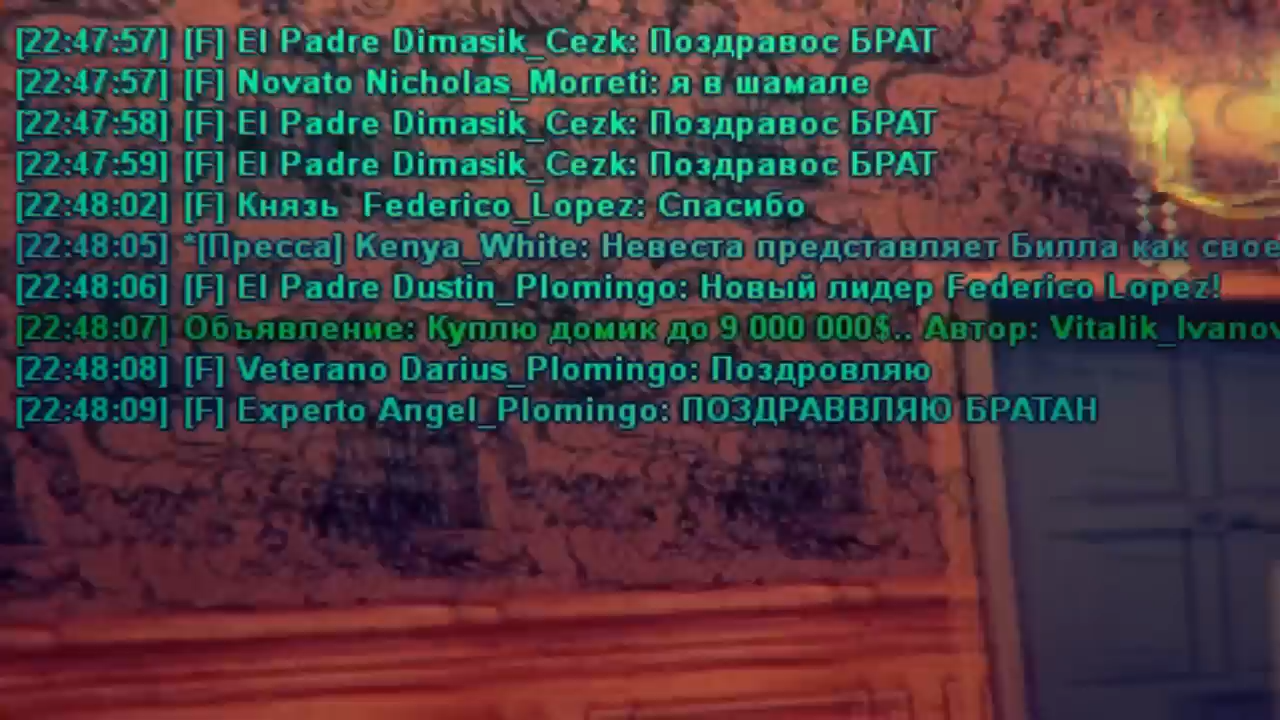 [22:47:57] [F] El Padre Dimasik_Cezk: Поздравос БРАТ
[22:47:57] [F] Novato Nicholas_Morreti: я в шамале
[22:47:58] [F] El Padre Dimasik_Cezk: Поздравос БРАТ
[22:47:59] [F] El Padre Dimasik_Cezk: Поздравос БРАТ
[22:48:02] [F] Князь Federico_Lopez: Спасибо
[22:48:05] *[Пресса] Kenya_White: Невеста представляет Билла как свое
[22:48:06] [F] El Padre Dustin_Plomingo: Новый лидер Federico Lopez!
[22:48:07] Объявление: Куплю домик до 9 000 000$.. Автор: Vitalik_Ivanov
[22:48:08] [F] Veterano Darius_Plomingo: Поздровляю
[22:48:09] [F] Experto Angel_Plomingo: ПОЗДРАВВЛЯЮ БРАТАН